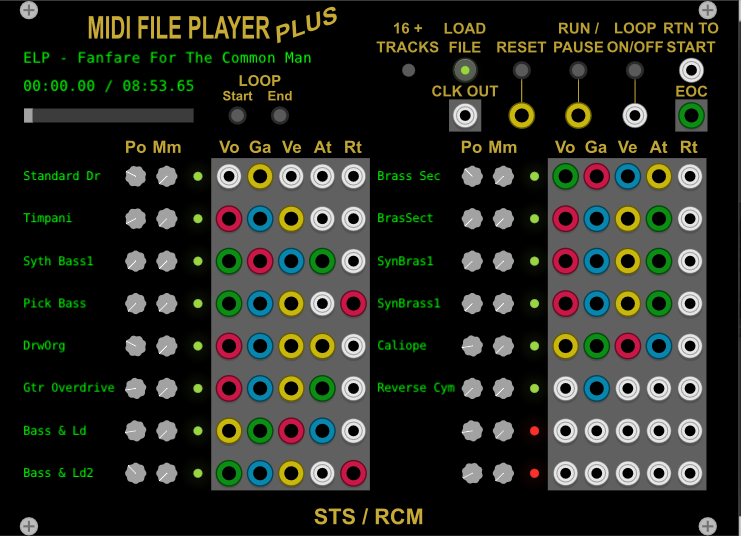 MIDI FILE PLAYER PLUS
ELP - Fanfare For The Common Man
00:00.00 / 08:53.65
LOOP
Start End
16 + TRACKS
LOAD FILE
RESET
RUN / PAUSE
LOOP ON/OFF
RTN TO START
CLK OUT
EOC
Po Mm Vo Ga Ve At Rt
Po Mm Vo Ga Ve At Rt
Standard Dr
Timpani
Syth Bass1
Pick Bass
DrwOrg
Gtr Overdrive
Bass & Ld
Bass & Ld2
Brass Sec
BrasSect
SynBras1
SynBrass1
Caliope
Reverse Cym
STS / RCM